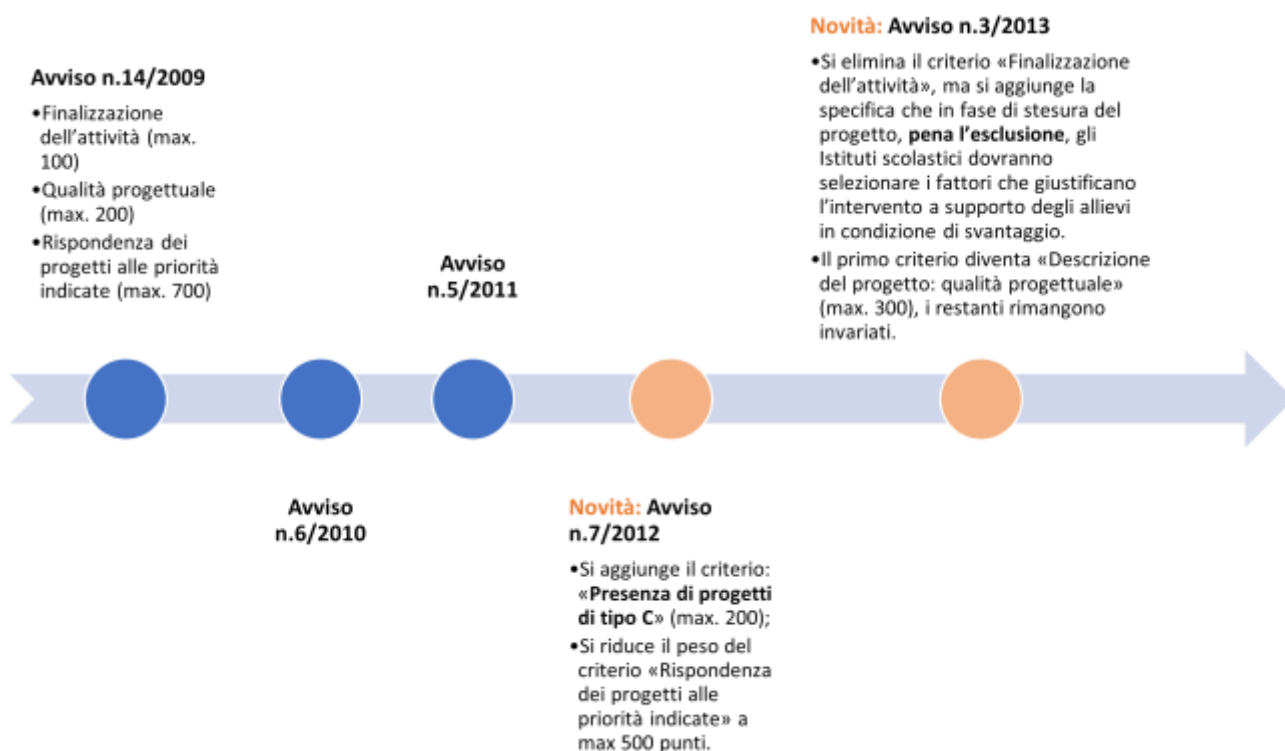 Avviso n.14/2009
•Finalizzazione
dell'attività (max.
100)
•Qualità progettuale
(max. 200)
•Rispondenza dei
progetti alle priorità
indicate (max. 700)
Avviso
n.6/2010
Avviso
n.5/2011
Novità: Avviso
n.7/2012
•Si aggiunge il criterio:
«Presenza di progetti
di tipo C» (max. 200);
•Si riduce il peso del
criterio «Rispondenza
dei progetti alle
priorità indicate» a
max 500 punti.
Novità: Avviso n.3/2013
•Si elimina il criterio «Finalizzazione
dell'attività», ma si aggiunge la
specifica che in fase di stesura del
progetto, pena l'esclusione, gli
Istituti scolastici dovranno
selezionare i fattori che giustificano
l'intervento a supporto degli allievi
in condizione di svantaggio.
•Il primo criterio diventa «Descrizione
del progetto: qualità progettuale»
(max. 300), i restanti rimangono
invariati.